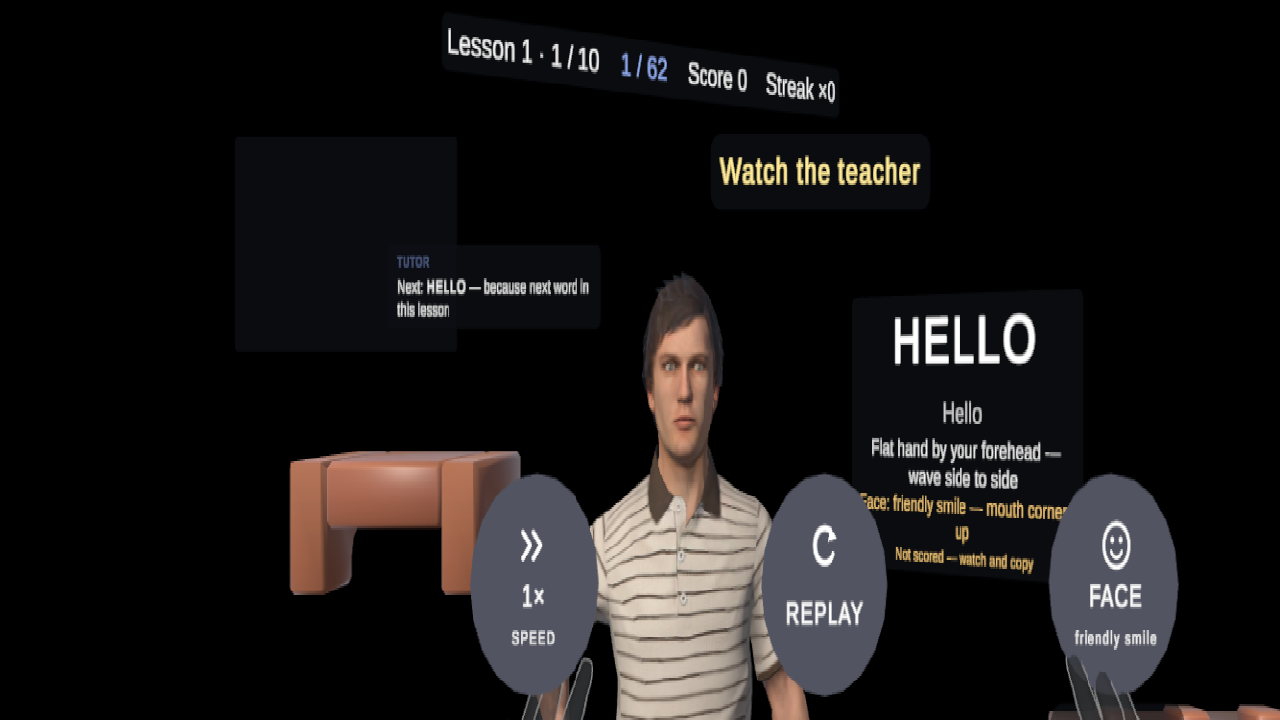 Lesson 1 · 1 / 10 1 / 62 Score 0 Streak ×0
Watch the teacher
TUTOR
Next: HELLO — because next word in
this lesson
HELLO
Hello
Flat hand by your forehead —
wave side to side
Face: friendly smile — mouth corner
up
Not scored — watch and copy
1×
SPEED
REPLAY
FACE
friendly smile